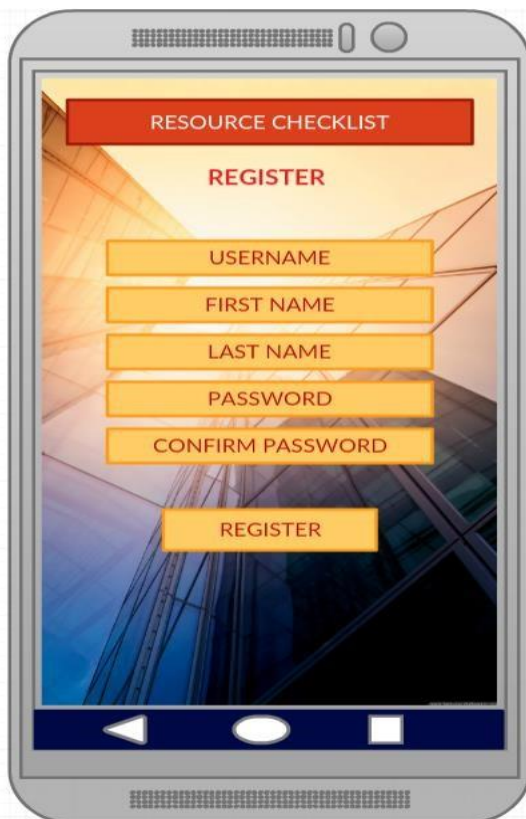 RESOURCE CHECKLIST
REGISTER
USERNAME
FIRST NAME
LAST NAME
PASSWORD
CONFIRM PASSWORD
REGISTER